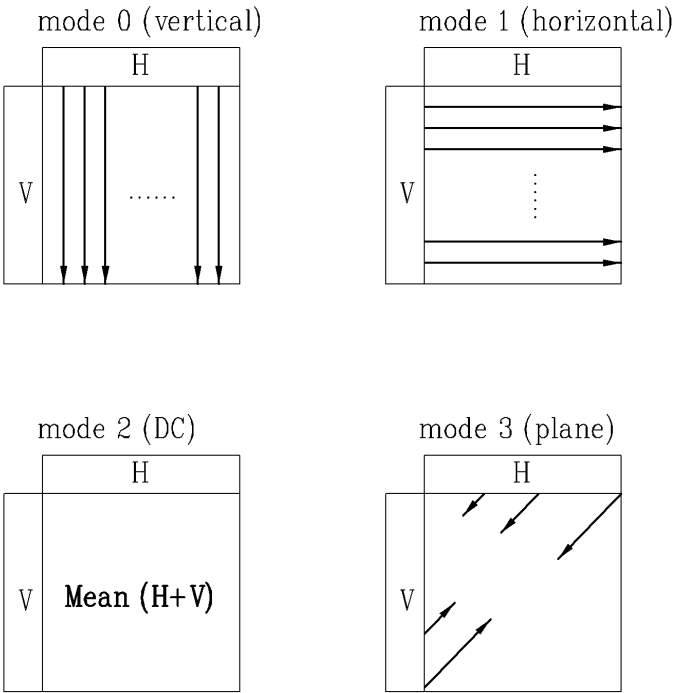 mode 0 (vertical)
mode 1 (horizontal)
H
H
V
......
V
mode 2 (DC)
mode 3 (plane)
H
H
V
Mean (H+V)
V